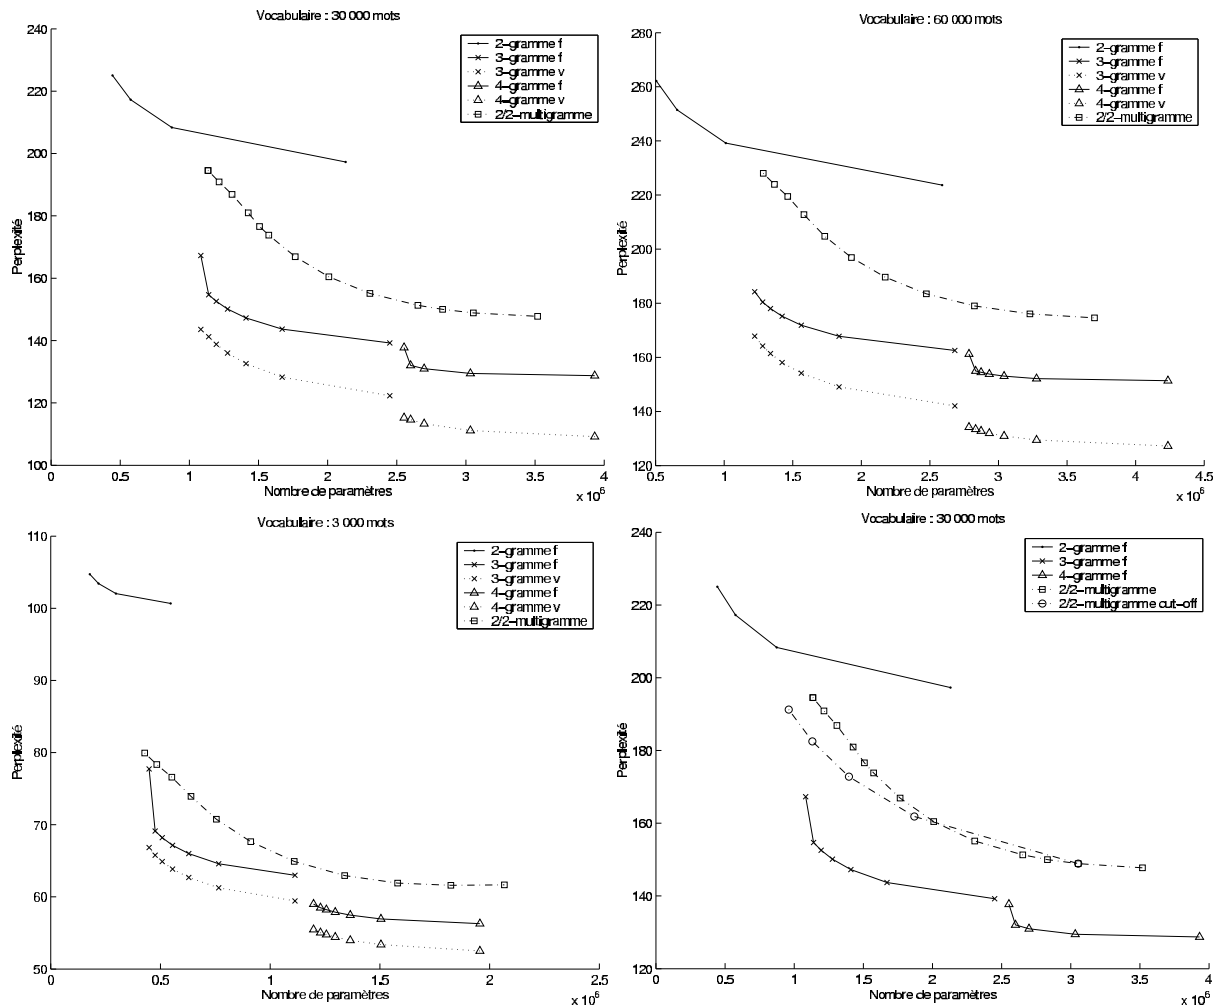 Vocabulaire : 30 000 mots
240
220
200
180
160
140
120
100
Perplexité
0
0.5
1
1.5
2
2.5
3
3.5
4
x 10^6
Nombre de paramètres
2-gramme f
3-gramme f
3-gramme v
4-gramme f
4-gramme v
2/2-multigramme
Vocabulaire : 60 000 mots
280
260
240
220
200
180
160
140
120
Perplexité
0.5
1
1.5
2
2.5
3
3.5
4
4.5
x 10^6
Nombre de paramètres
2-gramme f
3-gramme f
3-gramme v
4-gramme f
4-gramme v
2/2-multigramme
Vocabulaire : 3 000 mots
110
100
90
80
70
60
50
Perplexité
0
0.5
1
1.5
2
2.5
x 10^6
Nombre de paramètres
2-gramme f
3-gramme f
3-gramme v
4-gramme f
4-gramme v
2/2-multigramme
Vocabulaire : 30 000 mots
240
220
200
180
160
140
120
Perplexité
0
0.5
1
1.5
2
2.5
3
3.5
4
x 10^6
Nombre de paramètres
2-gramme f
3-gramme f
4-gramme f
2/2-multigramme
2/2-multigramme cut-off